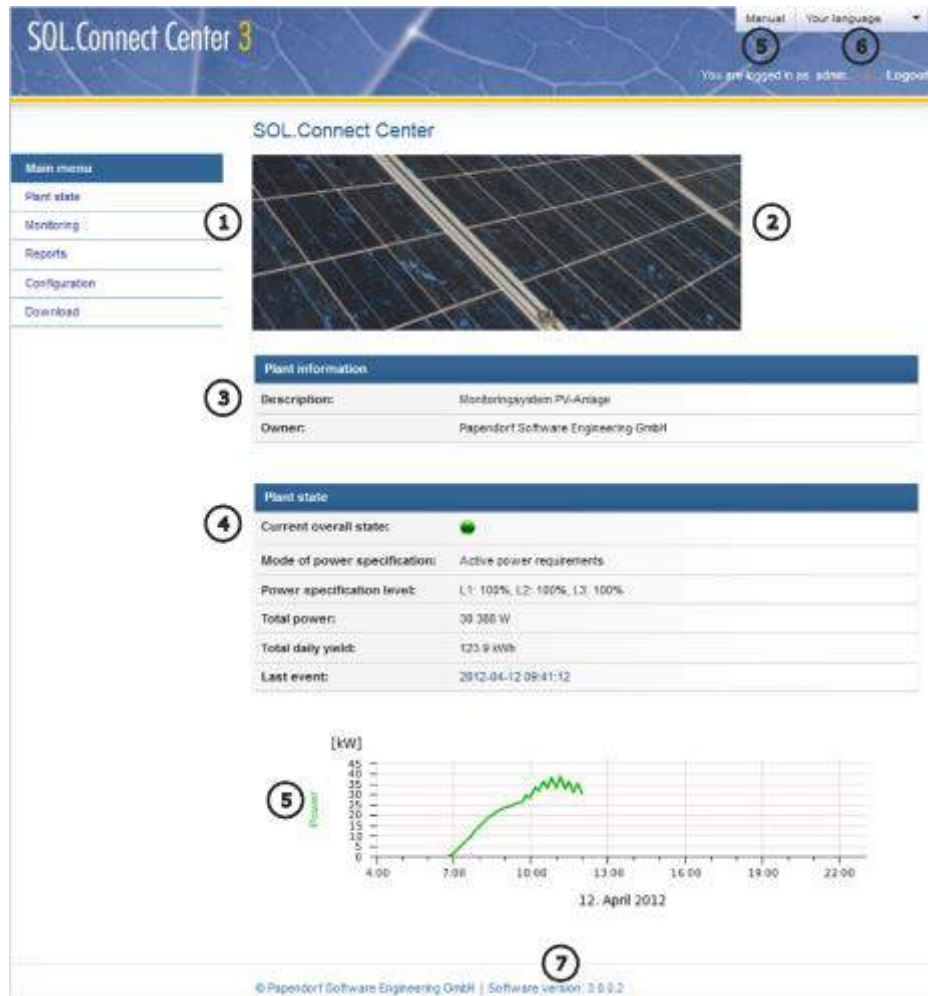 SOL.Connect Center 3
Manual Your language
5 6
You are logged in as admin Logout
SOL.Connect Center
Main menu
Plant state
Monitoring
Reports
Configuration
Download
1
2
Plant information
3
Description: Monitoringsystem PV-Anlage
Owner: Papendorf Software Engineering GmbH
Plant state
4
Current overall state:
Mode of power specification: Active power requirements
Power specification level: L1: 100%, L2: 100%, L3: 100%
Total power: W
Total daily yield: 123.9 kWh
Last event: 2012-04-12 09:41:12
[kW]
45
40
35
30
25
20
15
10
5
0
5
Power
4:00 7:00 10:00 13:00 16:00 19:00 22:00
12. April 2012
7
© Papendorf Software Engineering GmbH | Software version: 3.0.0.2